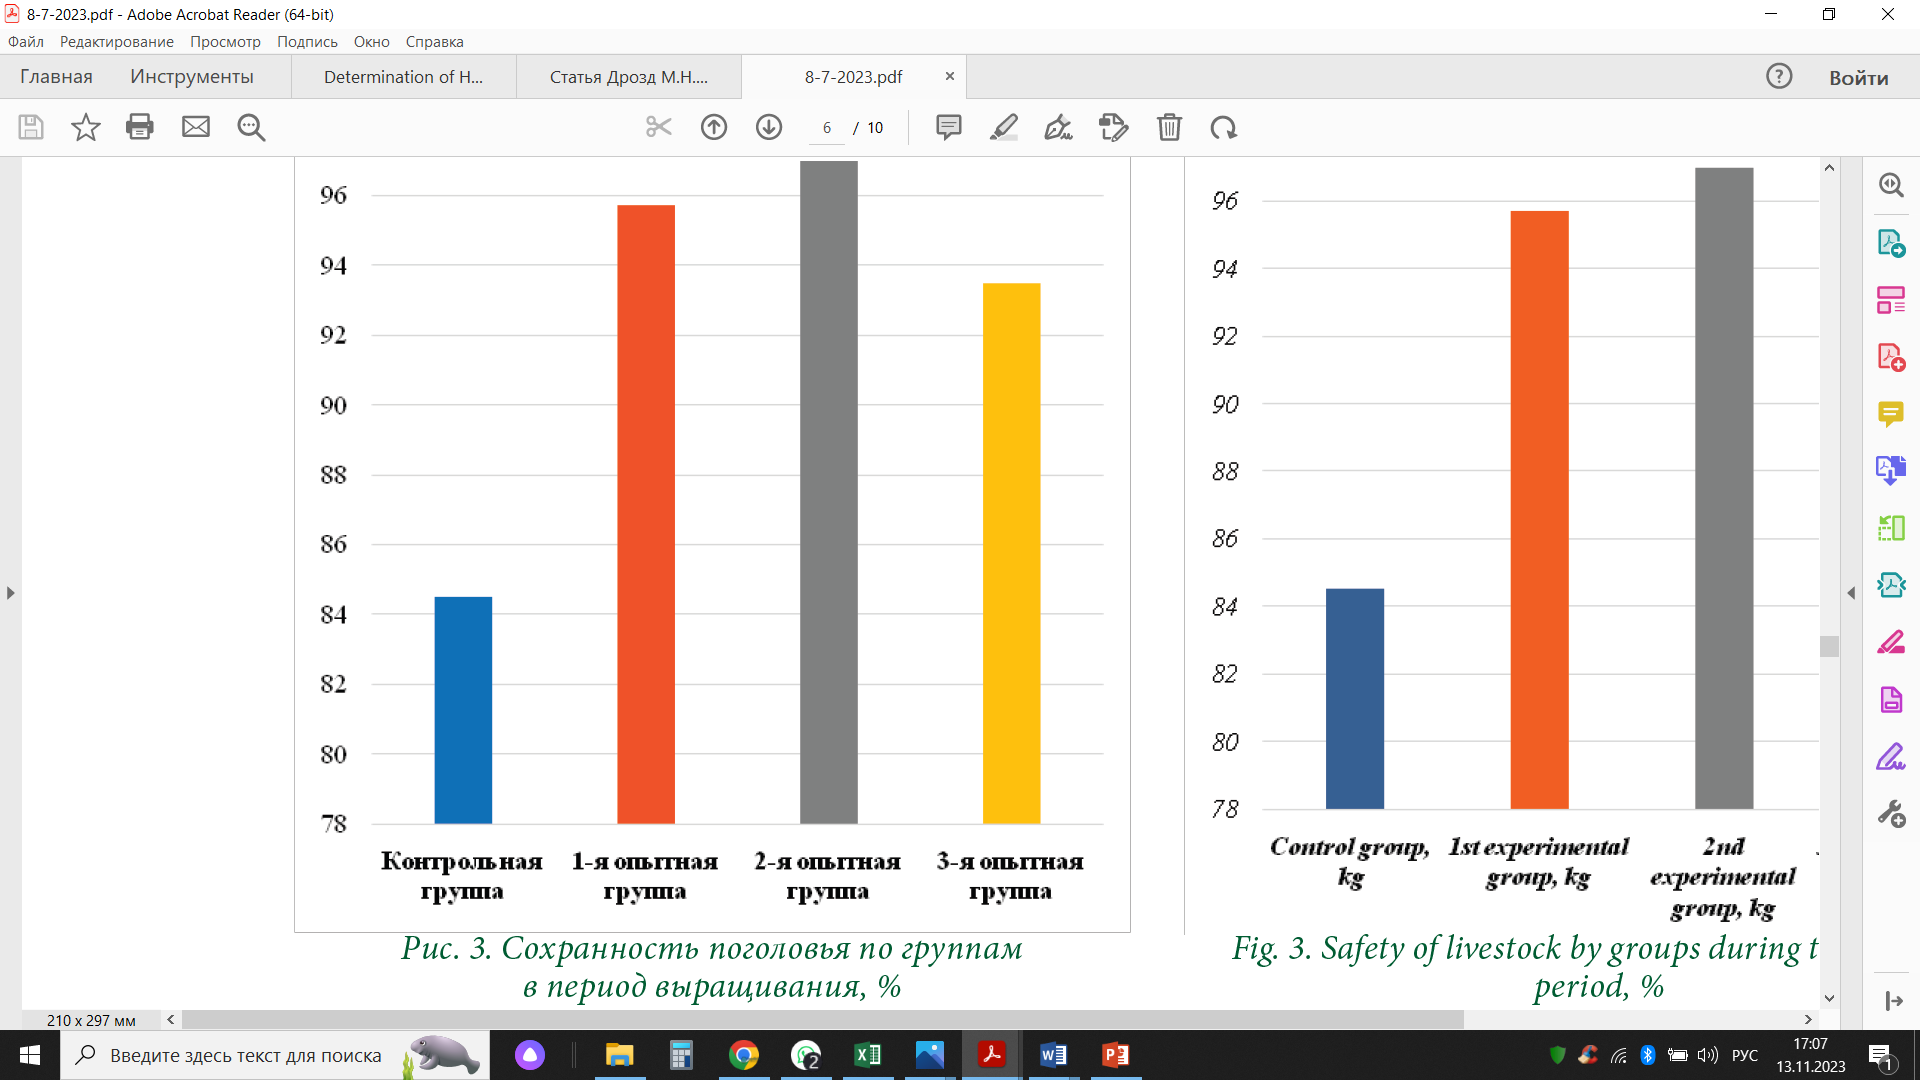 8-7-2023.pdf - Adobe Acrobat Reader (64-bit)
Файл Редактирование Просмотр Подпись Окно Справка
Главная Инструменты Determination of H... Статья Дрозд М.Н.... 8-7-2023.pdf Войти
6 / 10
96
94
92
90
88
86
84
82
80
78
Контрольная группа
1-я опытная группа
2-я опытная группа
3-я опытная группа
Рис. 3. Сохранность поголовья по группам
в период выращивания, %
96
94
92
90
88
86
84
82
80
78
Control group, kg
1st experimental group, kg
2nd experimental group, kg
Fig. 3. Safety of livestock by groups during t
period, %
210 x 297 мм
Введите здесь текст для поиска
2
РУС
17:07
13.11.2023
1